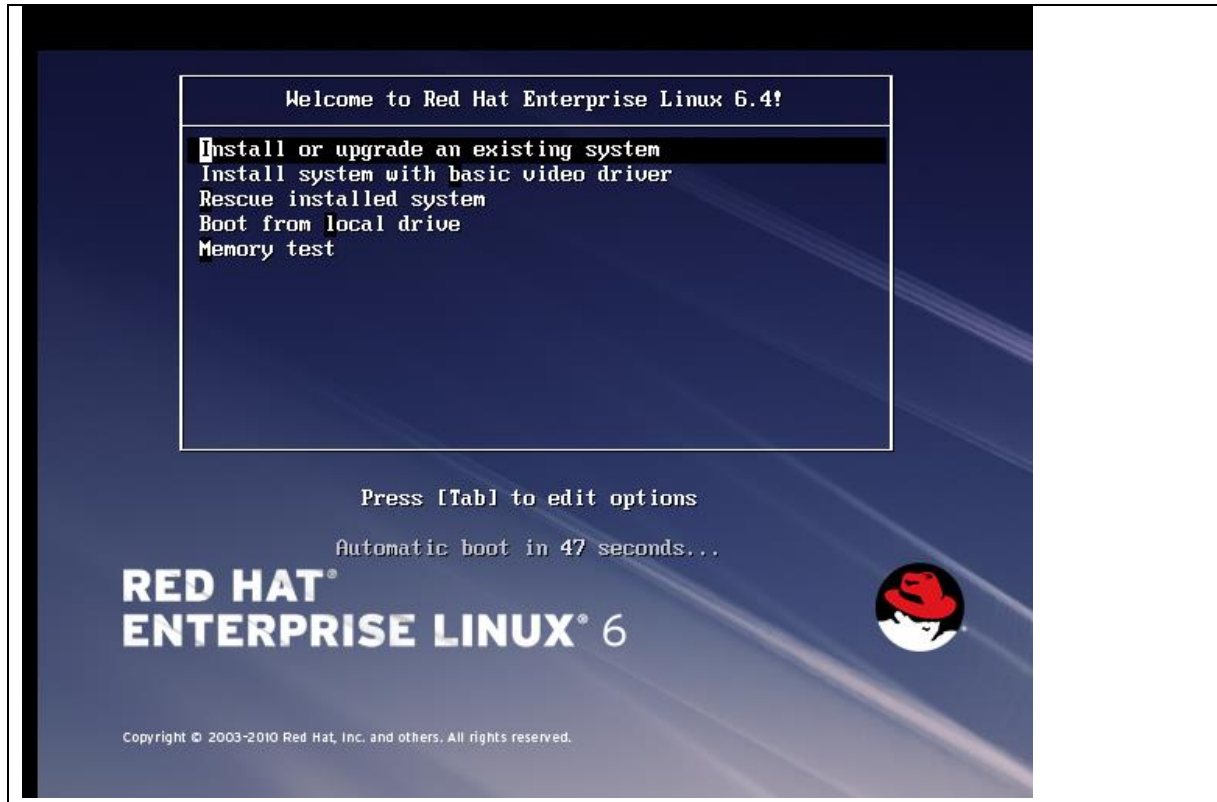 Welcome to Red Hat Enterprise Linux 6.4!
Install or upgrade an existing system
Install system with basic video driver
Rescue installed system
Boot from local drive
Memory test
Press [Tab] to edit options
Automatic boot in 47 seconds...
RED HAT®
ENTERPRISE LINUX® 6
Copyright © 2003-2010 Red Hat, Inc. and others. All rights reserved.